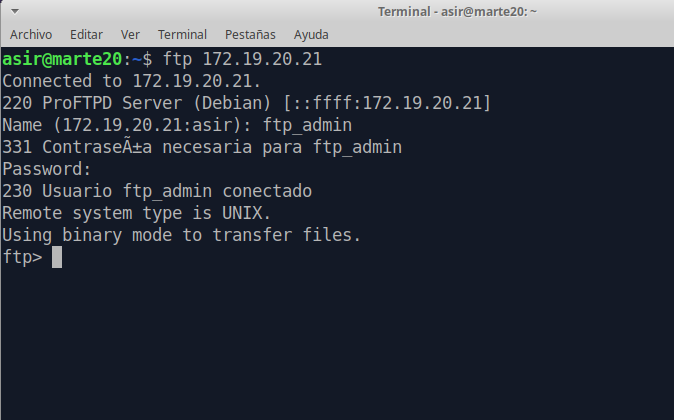 Terminal - asir@marte20: ~
Archivo Editar Ver Terminal Pestañas Ayuda
asir@marte20:~$ ftp 172.19.20.21
Connected to 172.19.20.21.
220 ProFTPD Server (Debian) [::ffff:172.19.20.21]
Name (172.19.20.21:asir): ftp_admin
331 ContraseÃ±a necesaria para ftp_admin
Password:
230 Usuario ftp_admin conectado
Remote system type is UNIX.
Using binary mode to transfer files.
ftp>